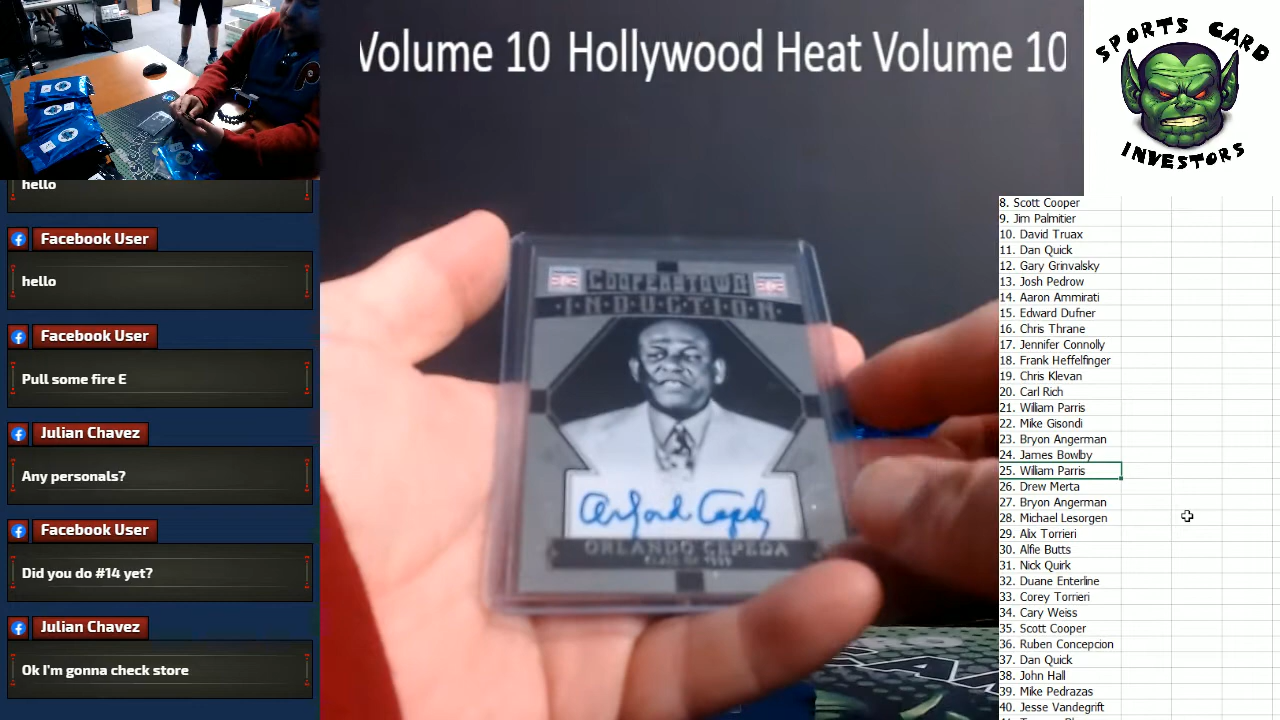 Volume 10 Hollywood Heat Volume 10
SPORTS CARD
INVESTORS
hello
Facebook User
hello
Facebook User
Pull some fire E
Julian Chavez
Any personals?
Facebook User
Did you do #14 yet?
Julian Chavez
Ok I'm gonna check store
COOPERSTOWN
INDUCTION
Orlando Cepeda
ORLANDO CEPEDA
CLASS OF 1999
8. Scott Cooper
9. Jim Palmitier
10. David Truax
11. Dan Quick
12. Gary Grinvalsky
13. Josh Pedrow
14. Aaron Ammirati
15. Edward Dufner
16. Chris Thrane
17. Jennifer Connolly
18. Frank Heffelfinger
19. Chris Klevan
20. Carl Rich
21. William Parris
22. Mike Gisondi
23. Bryon Angerman
24. James Bowlby
25. Wiliam Parris
26. Drew Merta
27. Bryon Angerman
28. Michael Lesorgen
29. Alix Torrieri
30. Alfie Butts
31. Nick Quirk
32. Duane Enterline
33. Corey Torrieri
34. Cary Weiss
35. Scott Cooper
36. Ruben Concepcion
37. Dan Quick
38. John Hall
39. Mike Pedrazas
40. Jesse Vandegrift